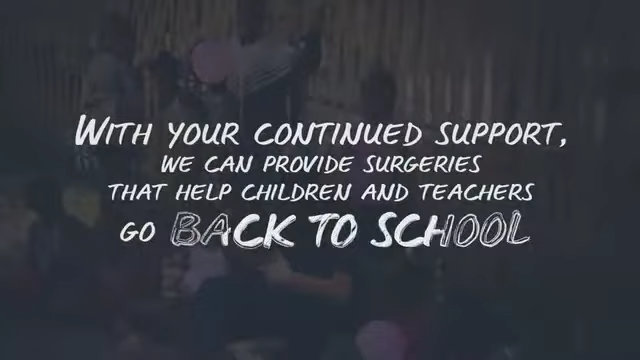 WITH YOUR CONTINUED SUPPORT,
WE CAN PROVIDE SURGERIES
THAT HELP CHILDREN AND TEACHERS
GO BACK TO SCHOOL